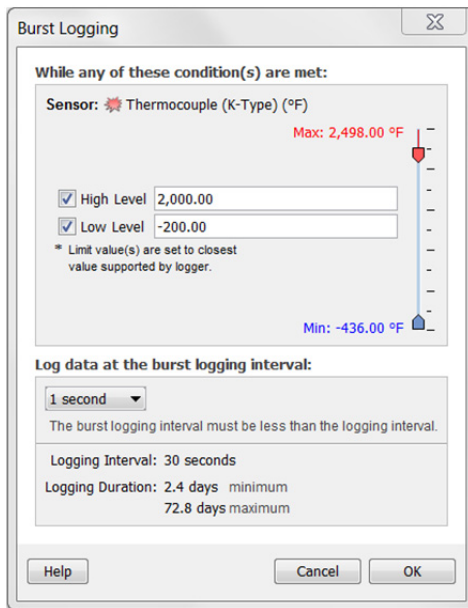 Burst Logging
While any of these condition(s) are met:
Sensor: Thermocouple (K-Type) (°F)
Max: 2,498.00 °F
High Level 2,000.00
Low Level -200.00
* Limit value(s) are set to closest
value supported by logger.
Min: -436.00 °F
Log data at the burst logging interval:
1 second
The burst logging interval must be less than the logging interval.
Logging Interval: 30 seconds
Logging Duration: 2.4 days minimum
72.8 days maximum
Help Cancel OK